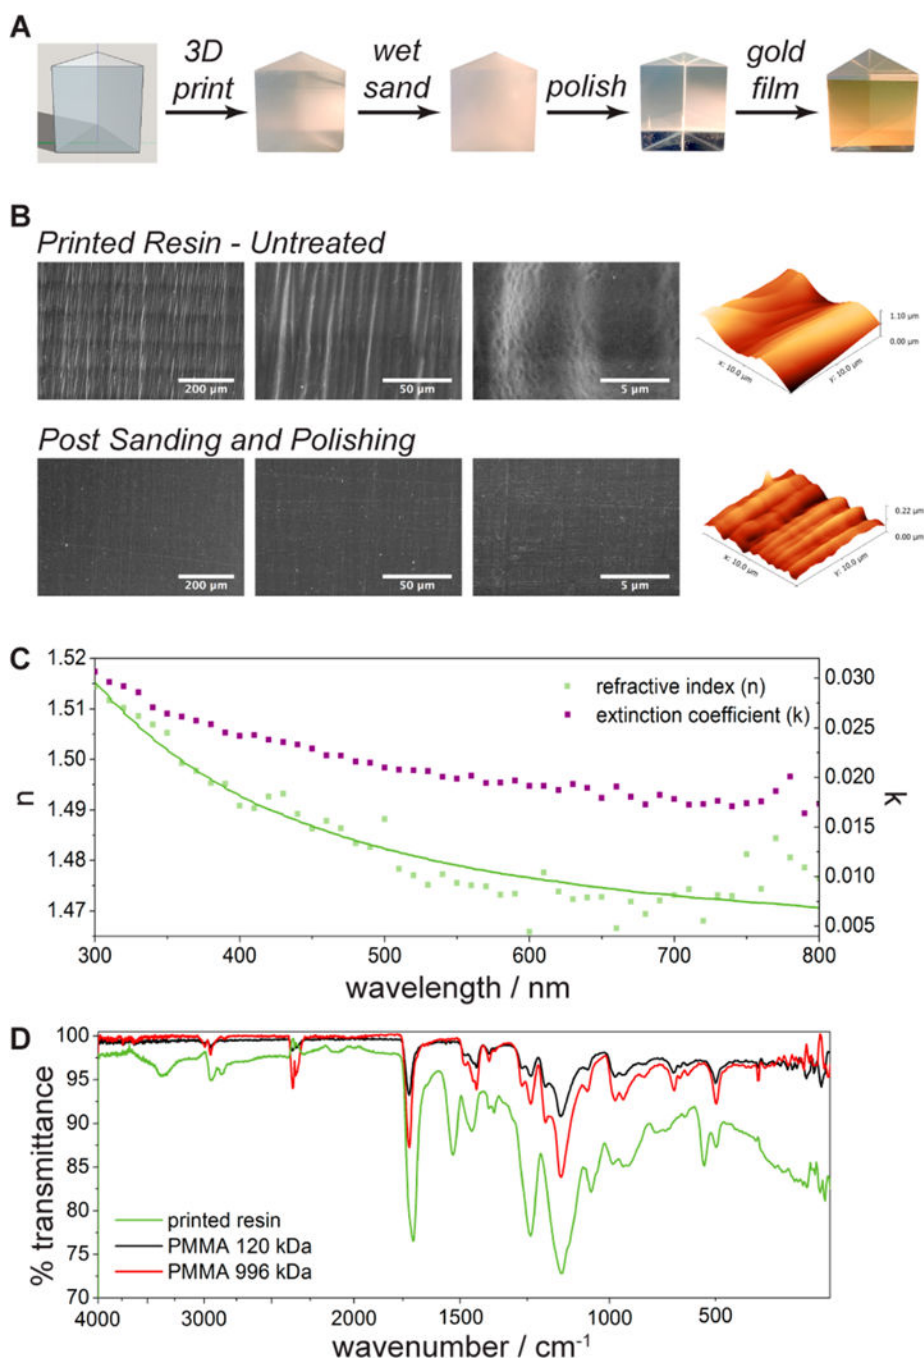 A
3D print
wet sand
polish
gold film
B
Printed Resin - Untreated
200 µm
50 µm
5 µm
1.10 µm
0.00 µm
x: 10.0 µm
y: 10.0 µm
Post Sanding and Polishing
200 µm
50 µm
5 µm
0.22 µm
0.00 µm
x: 10.0 µm
y: 10.0 µm
C
1.52
1.51
1.50
1.49
1.48
1.47
n
0.030
0.025
0.020
0.015
0.010
0.005
k
refractive index (n)
extinction coefficient (k)
300 400 500 600 700 800
wavelength / nm
D
100
95
90
85
80
75
70
% transmittance
printed resin
PMMA 120 kDa
PMMA 996 kDa
4000 3000 2000 1500 1000 500
wavenumber / cm⁻¹